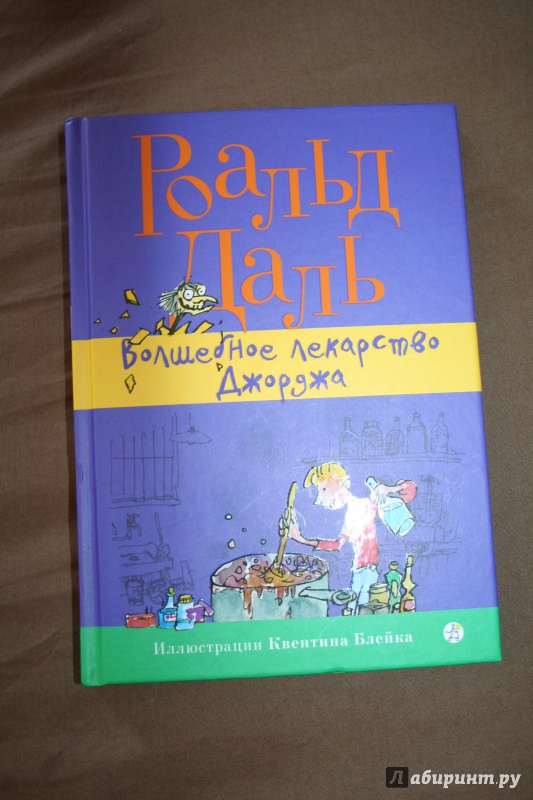 Роальд
Даль
Волшебное лекарство
Джорджа
Иллюстрации Квентина Блейка
Лабиринт.ру